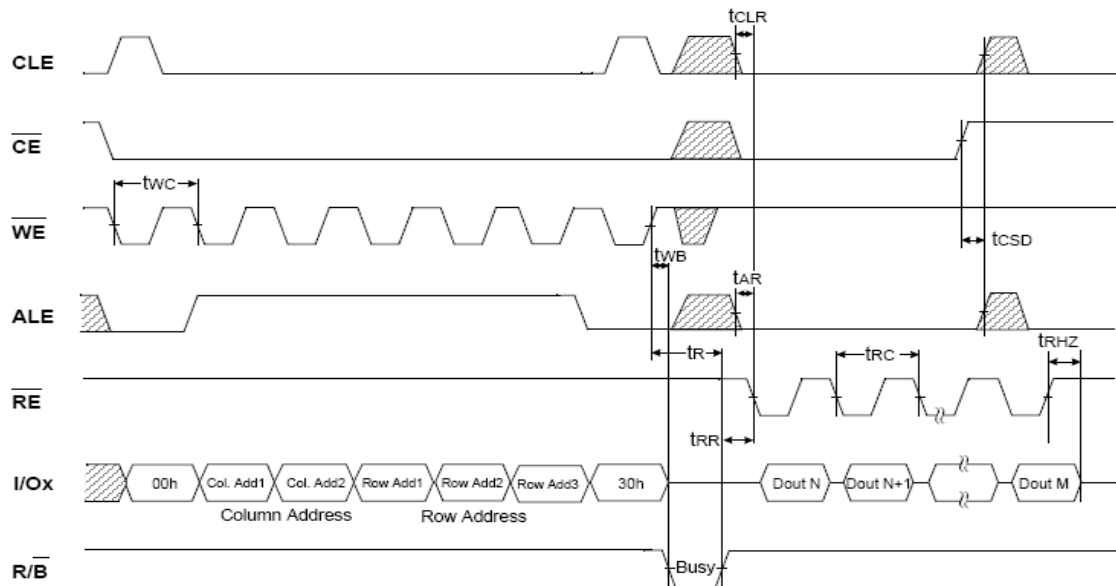 tCLR
CLE
CE
tWC
WE
tCSD
tWB
tAR
ALE
tR
tRC
tRHZ
RE
tRR
I/Ox
00h
Col. Add1
Col. Add2
Row Add1
Row Add2
Row Add3
30h
Dout N
Dout N+1
Dout M
Column Address
Row Address
R/B
Busy